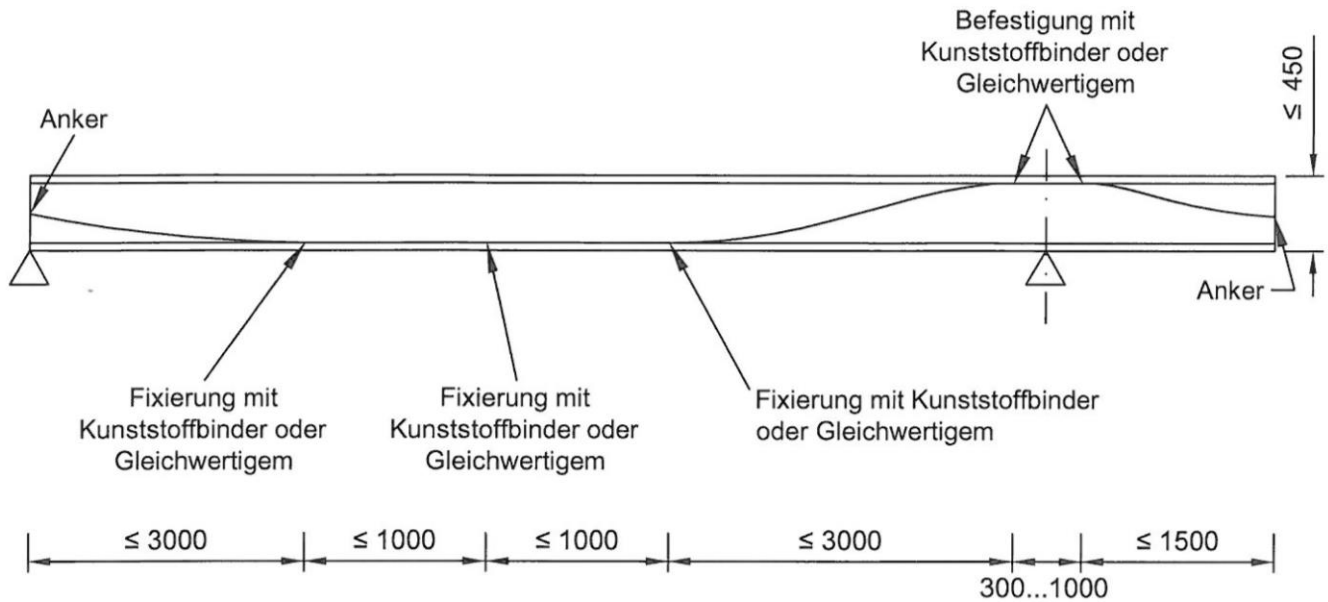 Befestigung mit
Kunststoffbinder oder
Gleichwertigem
≤ 450
Anker
Anker
Fixierung mit
Kunststoffbinder oder
Gleichwertigem
Fixierung mit
Kunststoffbinder oder
Gleichwertigem
Fixierung mit Kunststoffbinder
oder Gleichwertigem
≤ 3000
≤ 1000
≤ 1000
≤ 3000
300...1000
≤ 1500